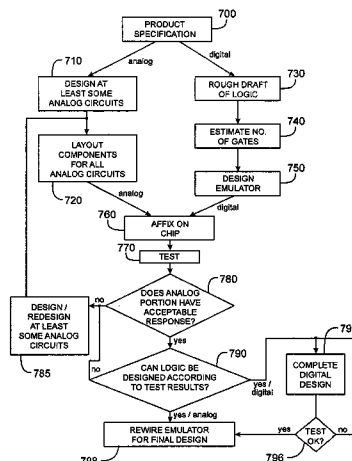 700
PRODUCT
SPECIFICATION
analog
digital
710
DESIGN AT
LEAST SOME
ANALOG CIRCUITS
730
ROUGH DRAFT
OF LOGIC
740
ESTIMATE NO.
OF GATES
LAYOUT
COMPONENTS
FOR ALL
ANALOG CIRCUITS
720
750
DESIGN
EMULATOR
analog
digital
760
AFFIX ON
CHIP
770
TEST
780
DOES ANALOG
PORTION HAVE
ACCEPTABLE
RESPONSE?
no
yes
DESIGN /
REDESIGN
AT LEAST
SOME ANALOG
CIRCUITS
785
790
CAN LOGIC
BE DESIGNED
ACCORDING
TO TEST
RESULTS?
no
yes /
digital
yes / analog
COMPLETE
DIGITAL
DESIGN
REWIRE EMULATOR
FOR FINAL DESIGN
yes
TEST
OK?
no
796